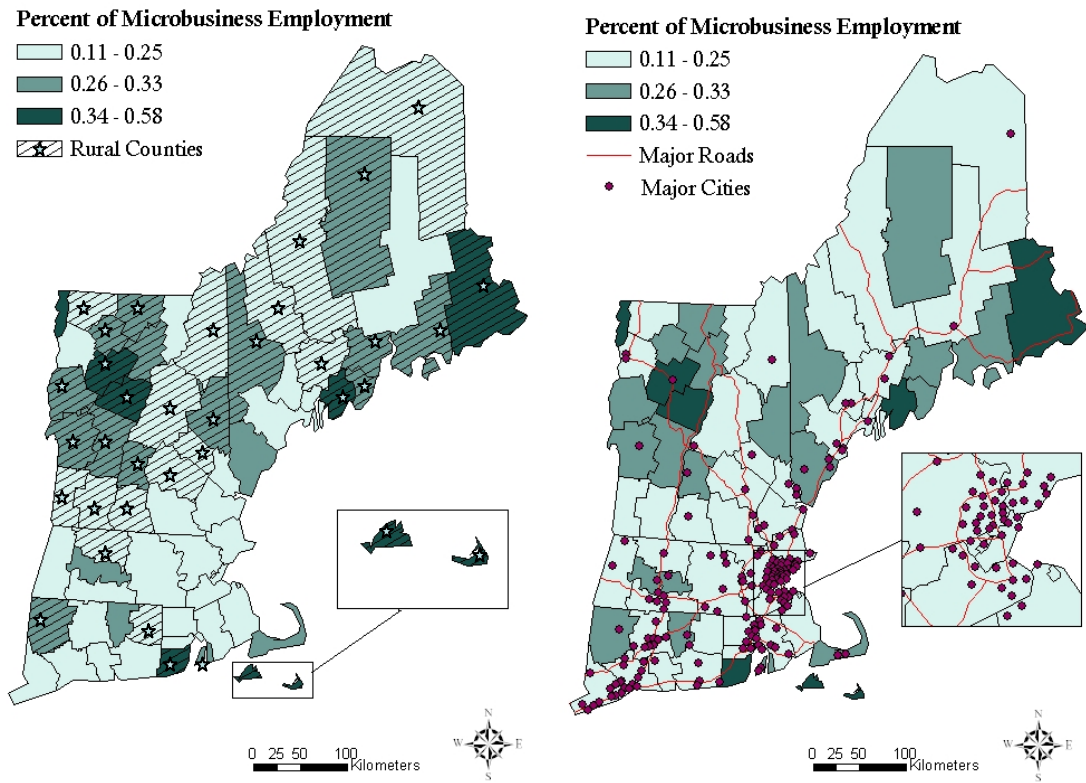 Percent of Microbusiness Employment
0.11 - 0.25
0.26 - 0.33
0.34 - 0.58
Rural Counties
N
W E
S
0 25 50 100
Kilometers
Percent of Microbusiness Employment
0.11 - 0.25
0.26 - 0.33
0.34 - 0.58
Major Roads
Major Cities
N
W E
S
0 25 50 100
Kilometers